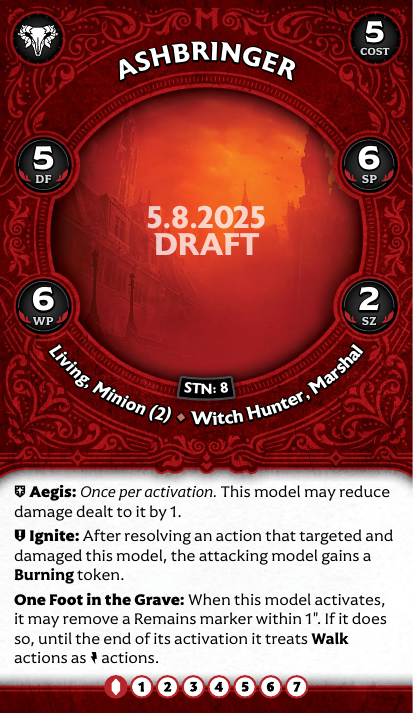 ASHBRINGER
5
COST
5
DF
6
SP
5.8.2025
DRAFT
6
WP
2
SZ
STN: 8
Living, Minion (2) ♦ Witch Hunter, Marshal
Aegis: Once per activation. This model may reduce
damage dealt to it by 1.
Ignite: After resolving an action that targeted and
damaged this model, the attacking model gains a
Burning token.
One Foot in the Grave: When this model activates,
it may remove a Remains marker within 1". If it does
so, until the end of its activation it treats Walk
actions as actions.
1 2 3 4 5 6 7